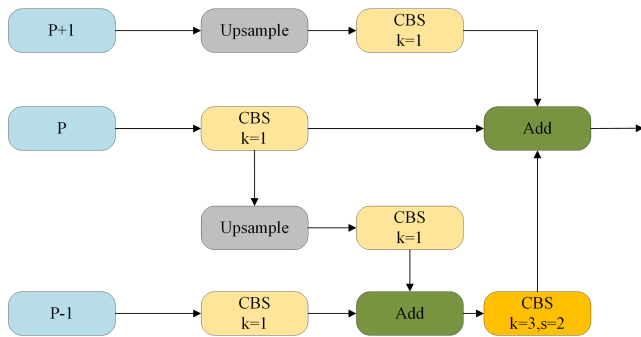 P+1
Upsample
CBS
k=1
P
CBS
k=1
Add
Upsample
CBS
k=1
P-1
CBS
k=1
Add
CBS
k=3,s=2